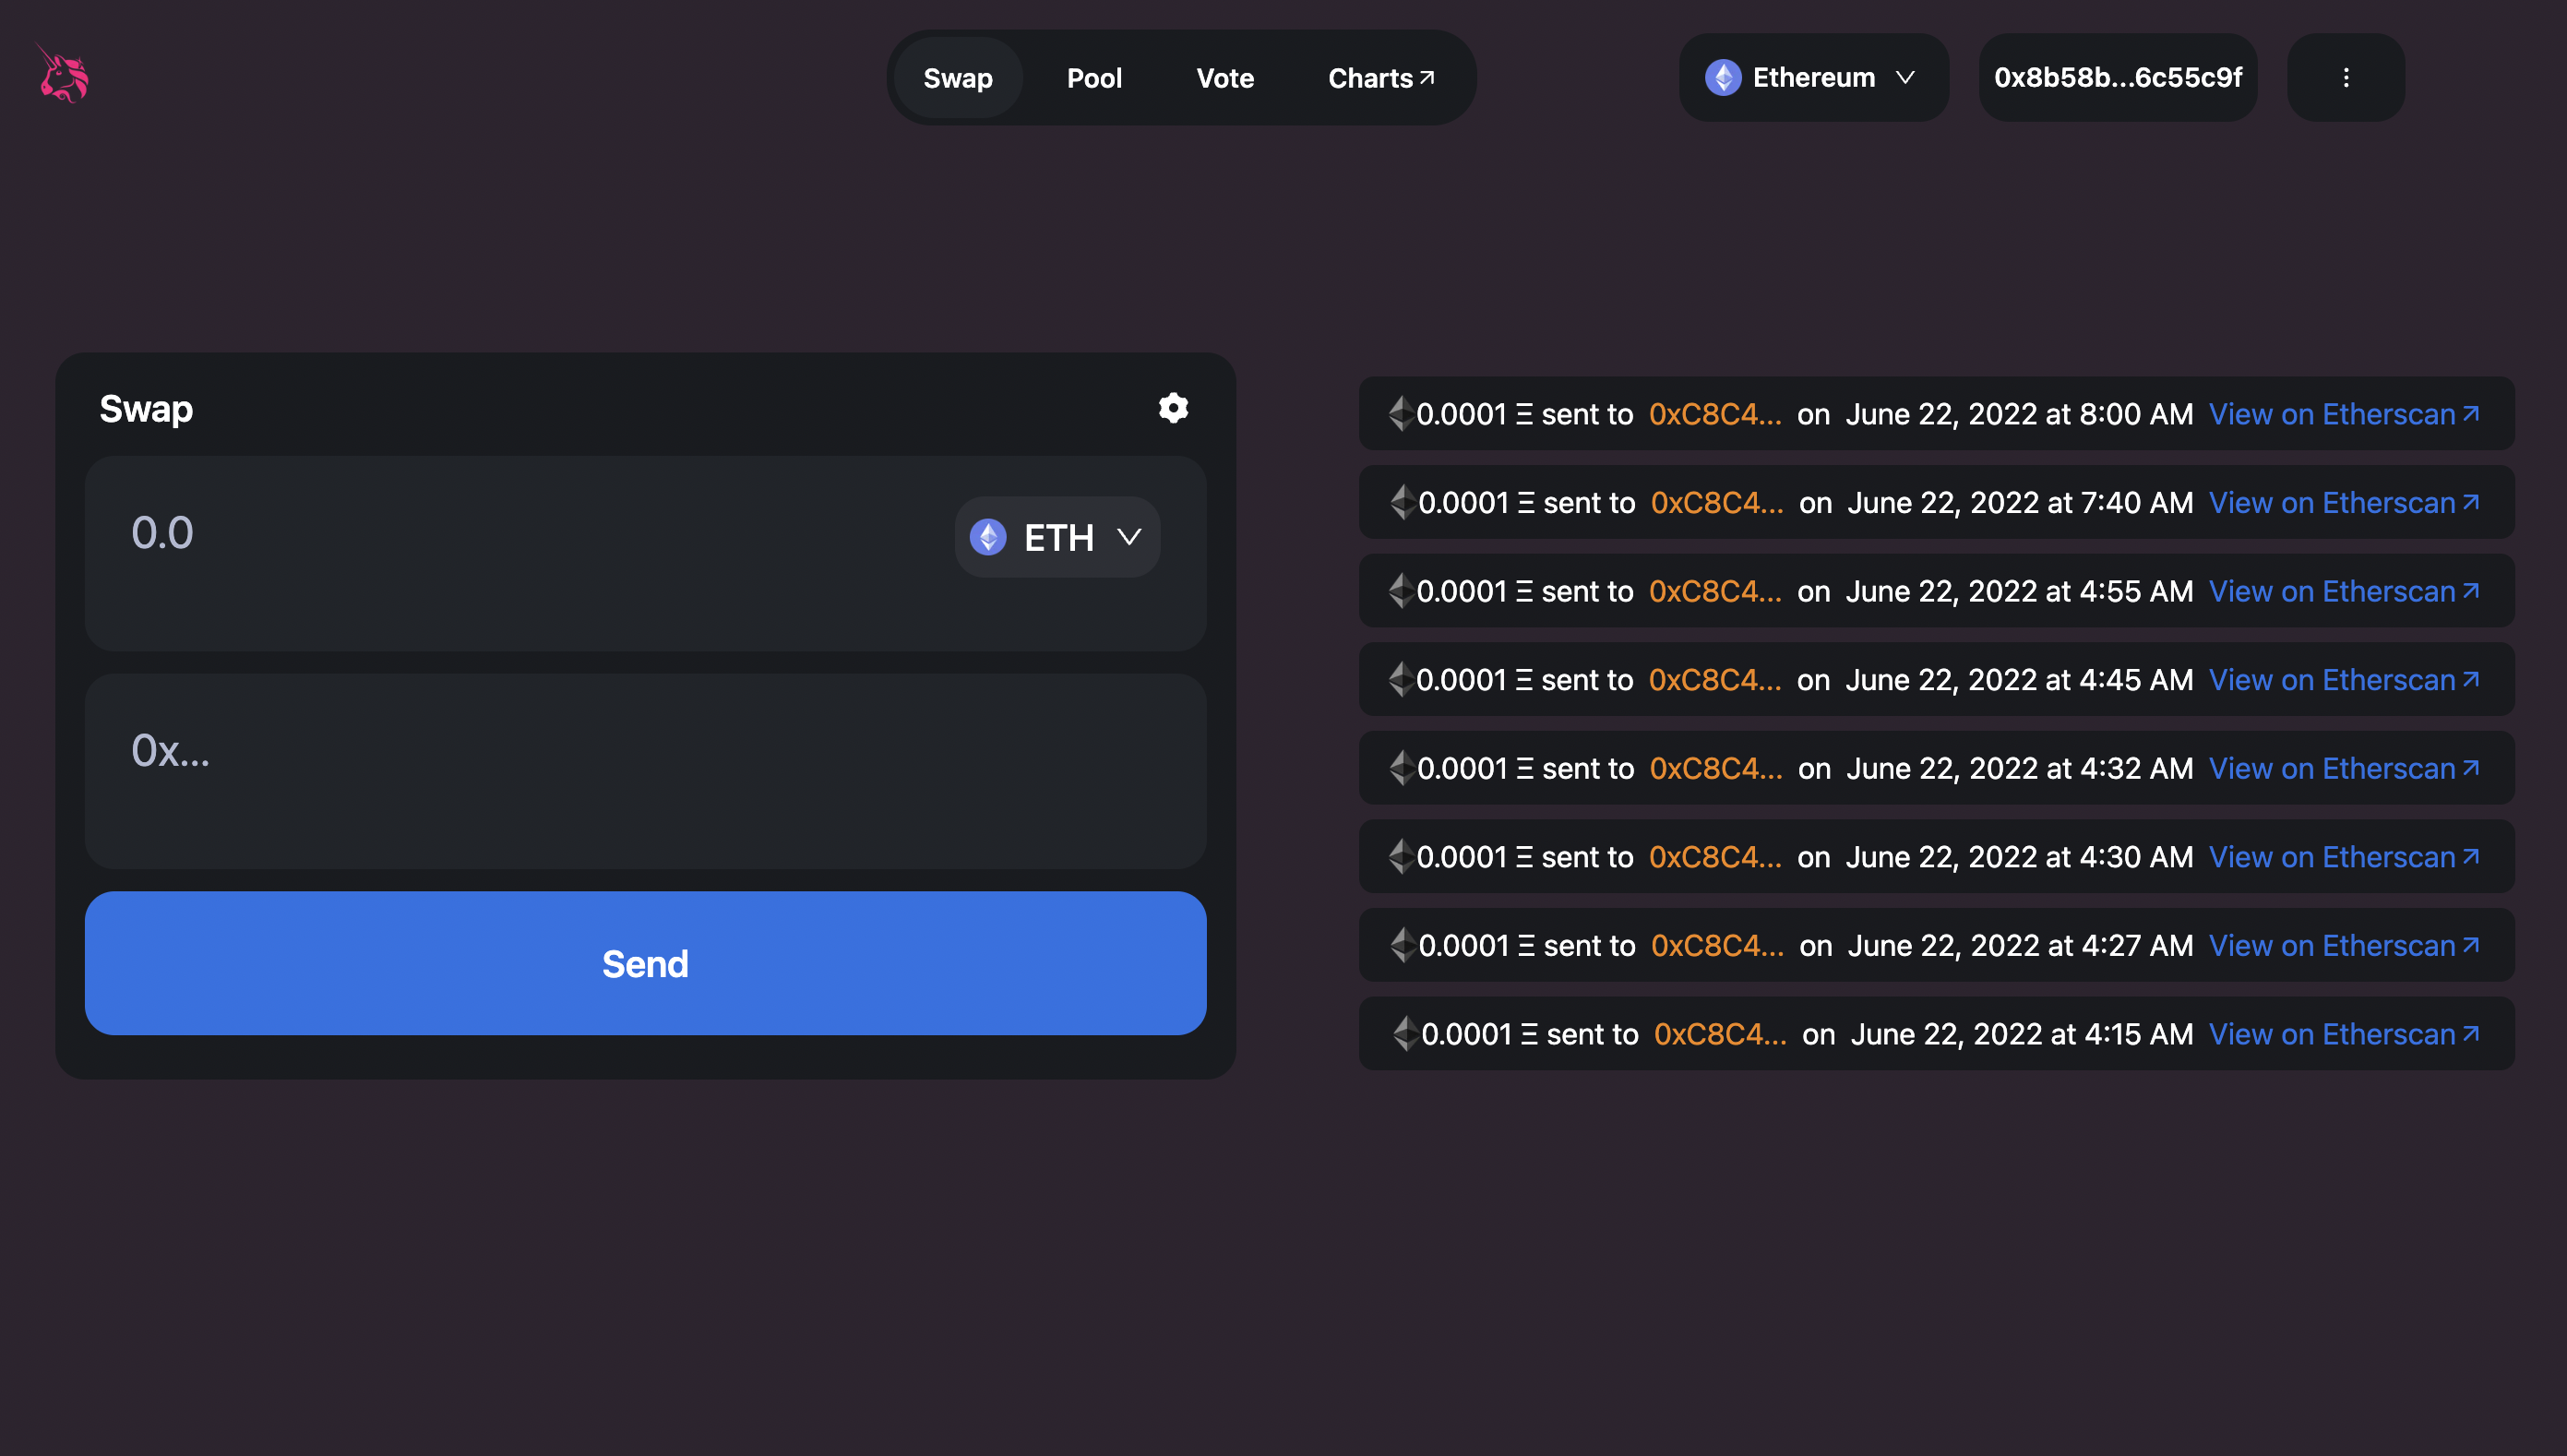 Swap Pool Vote Charts Ethereum 0x8b58b...6c55c9f
Swap
0.0 ETH
0x...
Send
0.0001 Ξ sent to 0xC8C4... on June 22, 2022 at 8:00 AM View on Etherscan
0.0001 Ξ sent to 0xC8C4... on June 22, 2022 at 7:40 AM View on Etherscan
0.0001 Ξ sent to 0xC8C4... on June 22, 2022 at 4:55 AM View on Etherscan
0.0001 Ξ sent to 0xC8C4... on June 22, 2022 at 4:45 AM View on Etherscan
0.0001 Ξ sent to 0xC8C4... on June 22, 2022 at 4:32 AM View on Etherscan
0.0001 Ξ sent to 0xC8C4... on June 22, 2022 at 4:30 AM View on Etherscan
0.0001 Ξ sent to 0xC8C4... on June 22, 2022 at 4:27 AM View on Etherscan
0.0001 Ξ sent to 0xC8C4... on June 22, 2022 at 4:15 AM View on Etherscan